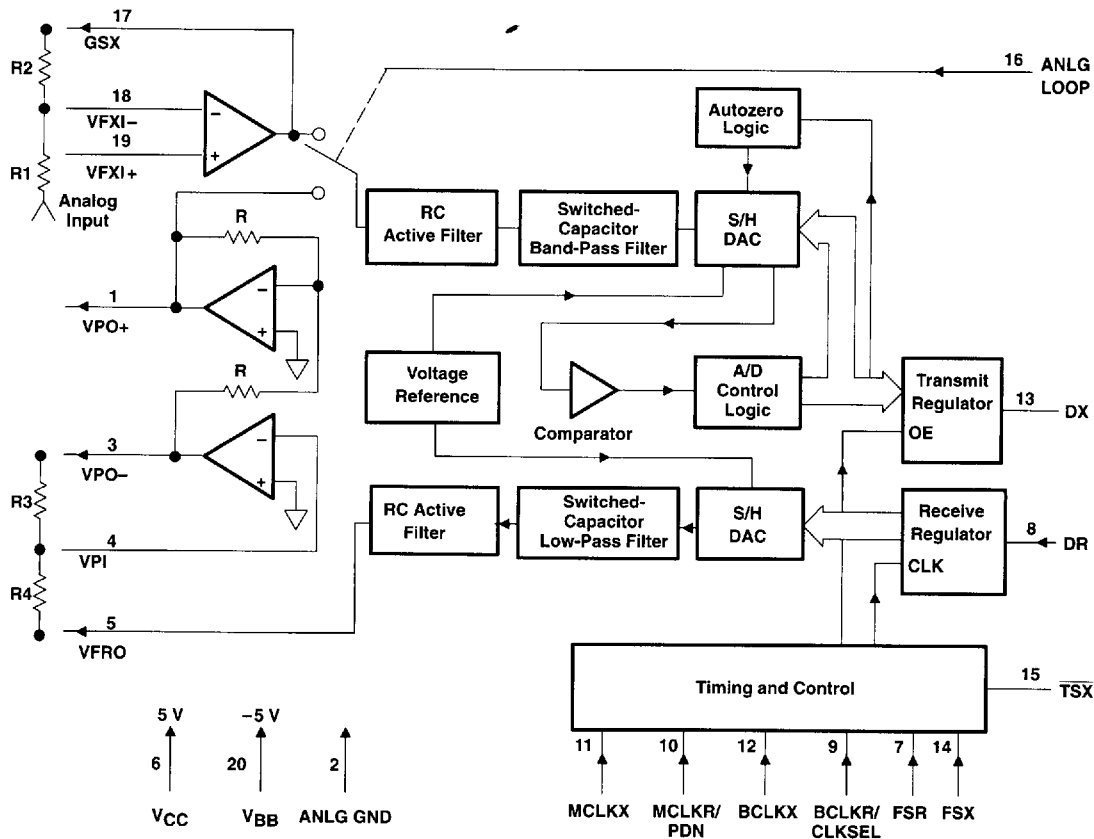 17
GSX
R2
18
VFXI−
19
VFXI+
R1
Analog
Input
−
+
16 ANLG
LOOP
Autozero
Logic
RC
Active Filter
Switched-
Capacitor
Band-Pass Filter
S/H
DAC
R
1
VPO+
−
+
R
Voltage
Reference
Comparator
A/D
Control
Logic
Transmit
Regulator
OE
13
DX
3
VPO−
−
+
R3
4
VPI
R4
5
VFRO
RC Active
Filter
Switched-
Capacitor
Low-Pass Filter
S/H
DAC
Receive
Regulator
CLK
8
DR
Timing and Control
15
TSX
5 V
6
VCC
−5 V
20
VBB
2
ANLG GND
11
MCLKX
10
MCLKR/
PDN
12
BCLKX
9
BCLKR/
CLKSEL
7
FSR
14
FSX